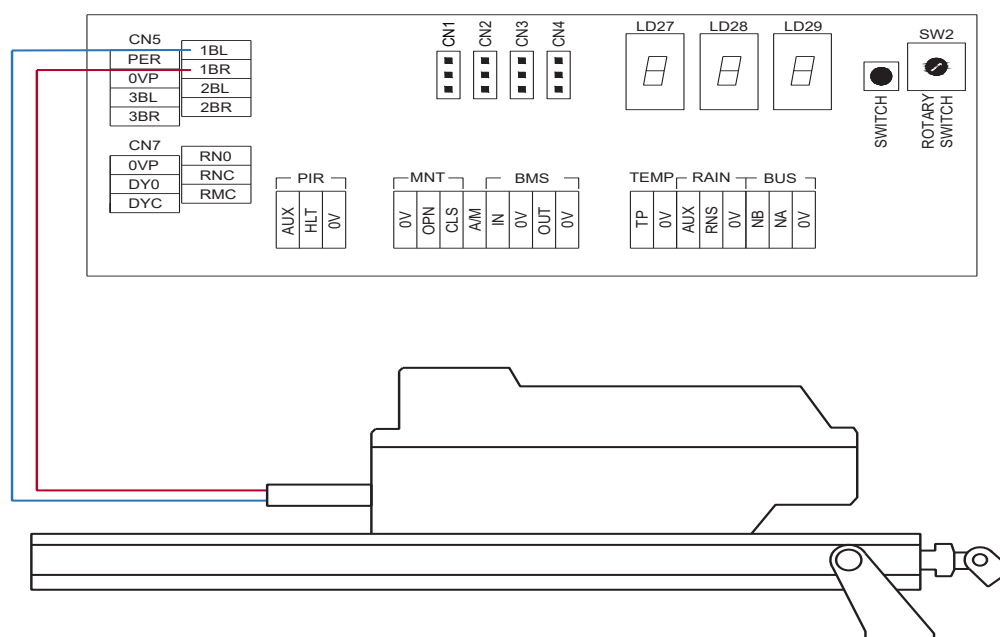 CN5
PER
0VP
3BL
3BR
1BL
1BR
2BL
2BR
CN7
0VP
DY0
DYC
RN0
RNC
RMC
CN1
CN2
CN3
CN4
LD27
LD28
LD29
SW2
SWITCH
ROTARY
SWITCH
PIR
AUX
HLT
0V
MNT
BMS
0V
OPN
CLS
A/M
IN
0V
OUT
0V
TEMP
RAIN
BUS
TP
0V
AUX
RNS
0V
NB
NA
0V